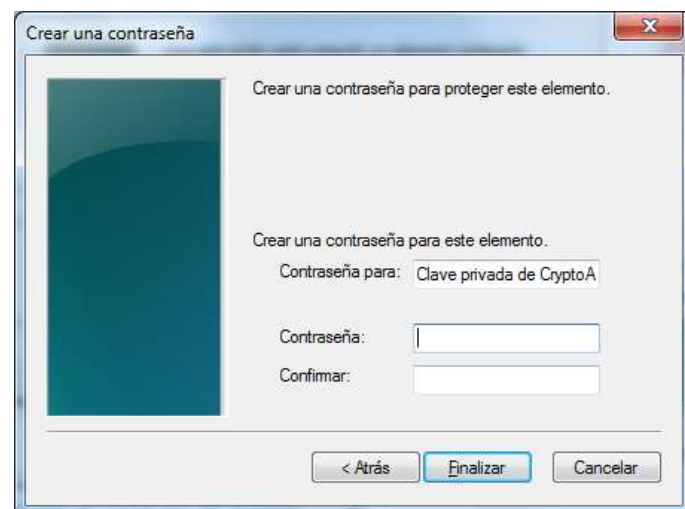 Crear una contraseña
Crear una contraseña para proteger este elemento.
Crear una contraseña para este elemento.
Contraseña para: Clave privada de CryptoA
Contraseña:
Confirmar:
< Atrás Finalizar Cancelar